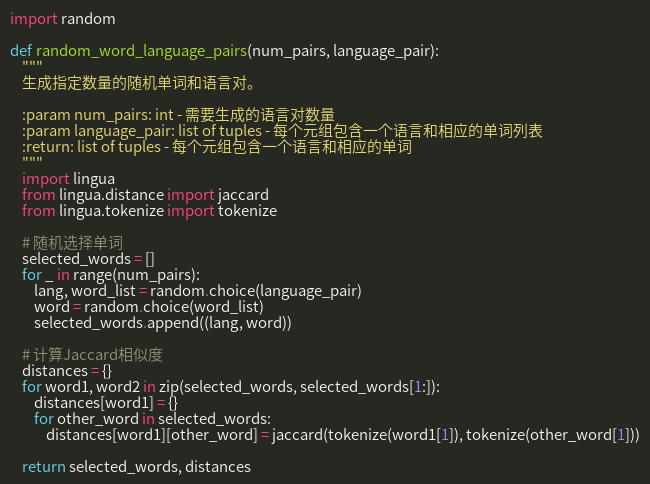 import random
def random_word_language_pairs(num_pairs, language_pair):
"""
生成指定数量的随机单词和语言对。
:param num_pairs: int - 需要生成的语言对数量
:param language_pair: list of tuples - 每个元组包含一个语言和相应的单词列表
:return: list of tuples - 每个元组包含一个语言和相应的单词
"""
import lingua
from lingua.distance import jaccard
from lingua.tokenize import tokenize
# 随机选择单词
selected_words = []
for _ in range(num_pairs):
lang, word_list = random.choice(language_pair)
word = random.choice(word_list)
selected_words.append((lang, word))
# 计算Jaccard相似度
distances = {}
for word1, word2 in zip(selected_words, selected_words[1:]):
distances[word1] = {}
for other_word in selected_words:
distances[word1][other_word] = jaccard(tokenize(word1[1]), tokenize(other_word[1]))
return selected_words, distances